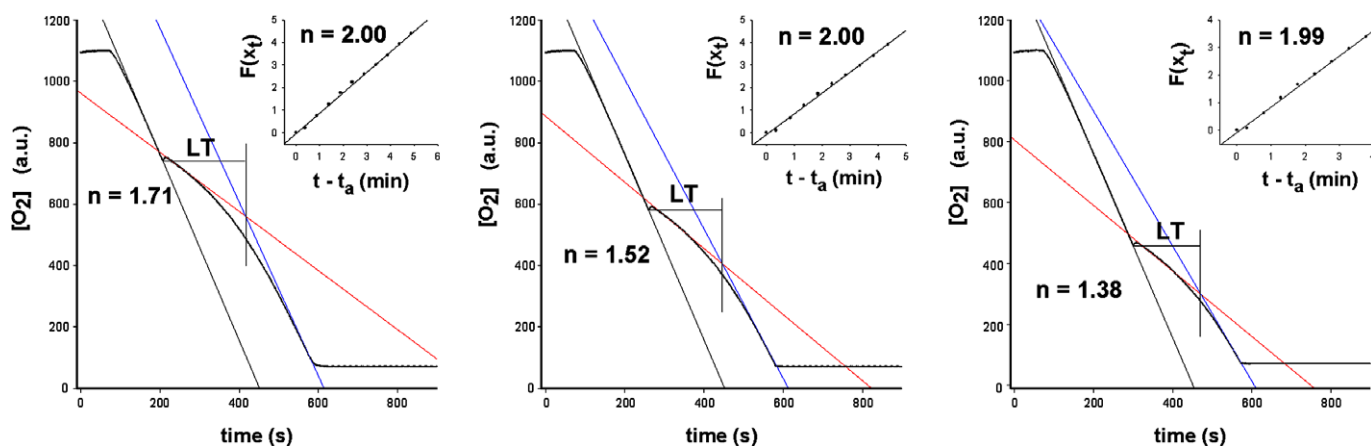 1200
1000
800
600
400
200
0
[O2] (a.u.)
0 200 400 600 800
time (s)
LT
n = 1.71
n = 2.00
F(xt)
5
4
3
2
1
0
0 1 2 3 4 5 6
t - ta (min)
1200
1000
800
600
400
200
0
[O2] (a.u.)
0 200 400 600 800
time (s)
LT
n = 1.52
n = 2.00
F(xt)
5
4
3
2
1
0
0 1 2 3 4 5
t - ta (min)
1200
1000
800
600
400
200
0
[O2] (a.u.)
0 200 400 600 800
time (s)
LT
n = 1.38
n = 1.99
F(xt)
4
3
2
1
0
0 1 2 3 4
t - ta (min)